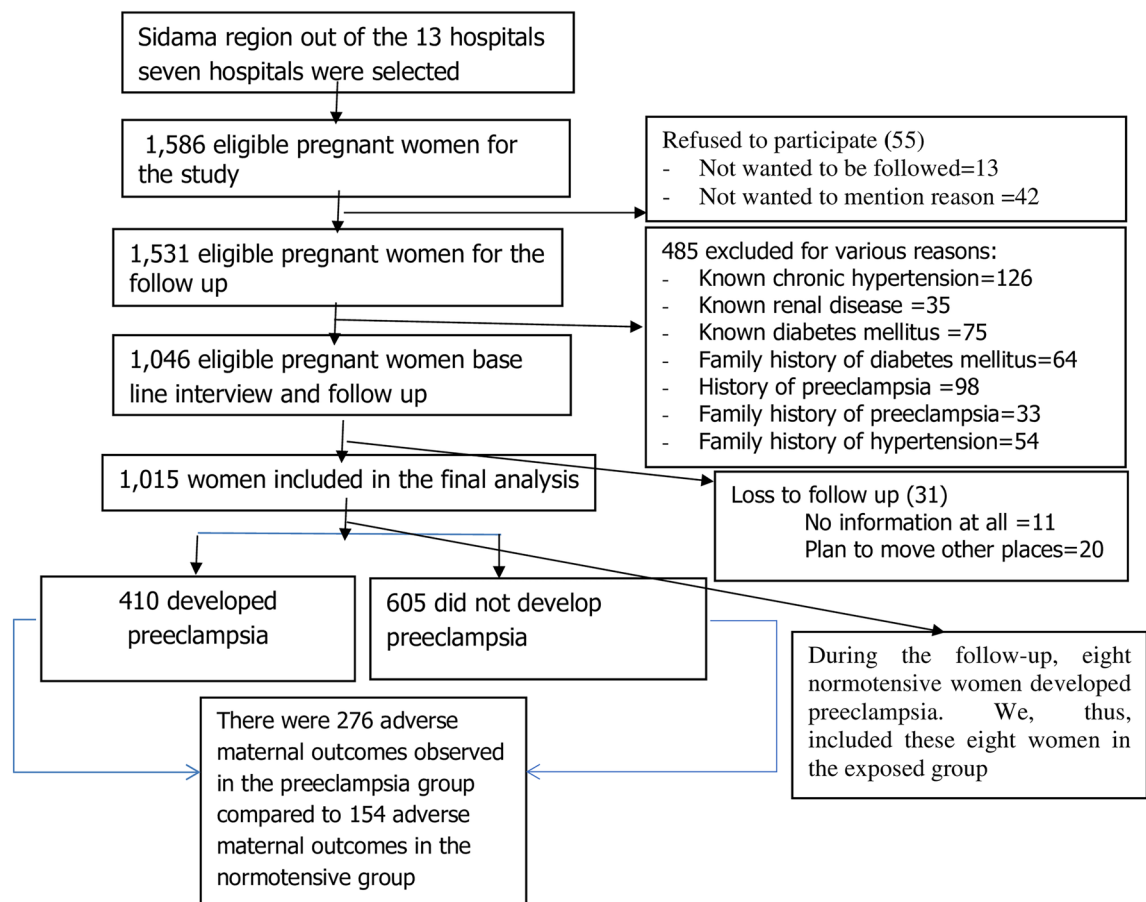 Sidama region out of the 13 hospitals
seven hospitals were selected
1,586 eligible pregnant women for
the study
Refused to participate (55)
- Not wanted to be followed=13
- Not wanted to mention reason =42
1,531 eligible pregnant women for the
follow up
485 excluded for various reasons:
- Known chronic hypertension=126
- Known renal disease =35
- Known diabetes mellitus =75
- Family history of diabetes mellitus=64
- History of preeclampsia =98
- Family history of preeclampsia=33
- Family history of hypertension=54
1,046 eligible pregnant women base
line interview and follow up
1,015 women included in the final analysis
Loss to follow up (31)
No information at all =11
Plan to move other places=20
410 developed
preeclampsia
605 did not develop
preeclampsia
During the follow-up, eight
normotensive women developed
preeclampsia. We, thus,
included these eight women in
the exposed group
There were 276 adverse
maternal outcomes observed
in the preeclampsia group
compared to 154 adverse
maternal outcomes in the
normotensive group